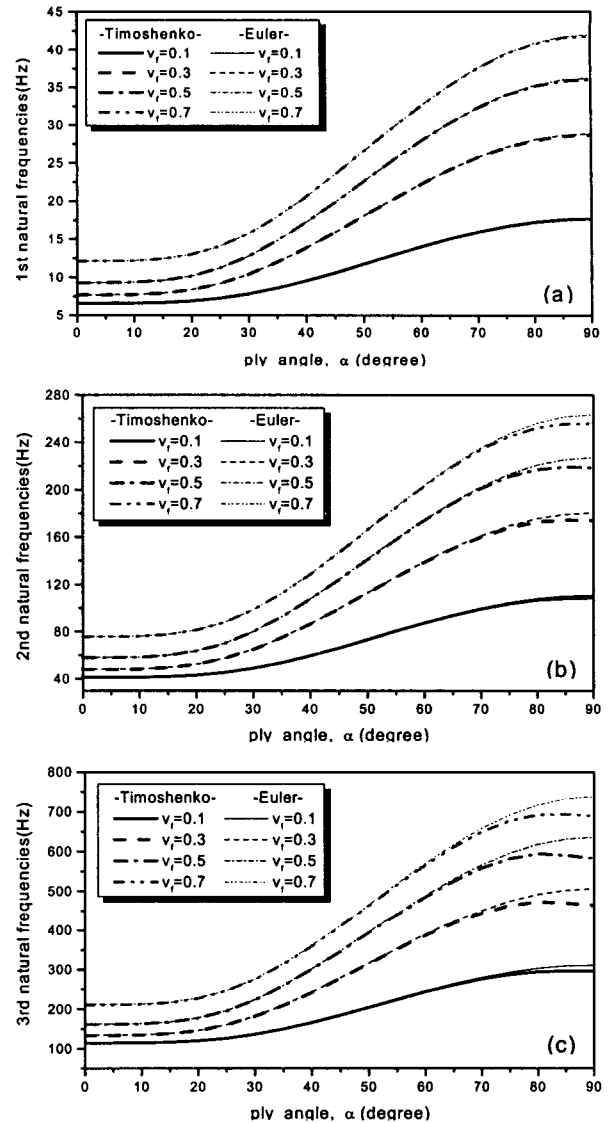 45
40
35
30
25
20
15
10
5
1st natural frequencies(Hz)
-Timoshenko- -Euler-
v_f=0.1 v_f=0.1
v_f=0.3 v_f=0.3
v_f=0.5 v_f=0.5
v_f=0.7 v_f=0.7
(a)
0 10 20 30 40 50 60 70 80 90
ply angle, α (degree)
280
240
200
160
120
80
40
2nd natural frequencies(Hz)
-Timoshenko- -Euler-
v_f=0.1 v_f=0.1
v_f=0.3 v_f=0.3
v_f=0.5 v_f=0.5
v_f=0.7 v_f=0.7
(b)
0 10 20 30 40 50 60 70 80 90
ply angle, α (degree)
800
700
600
500
400
300
200
100
3rd natural frequencies(Hz)
-Timoshenko- -Euler-
v_f=0.1 v_f=0.1
v_f=0.3 v_f=0.3
v_f=0.5 v_f=0.5
v_f=0.7 v_f=0.7
(c)
0 10 20 30 40 50 60 70 80 90
ply angle, α (degree)